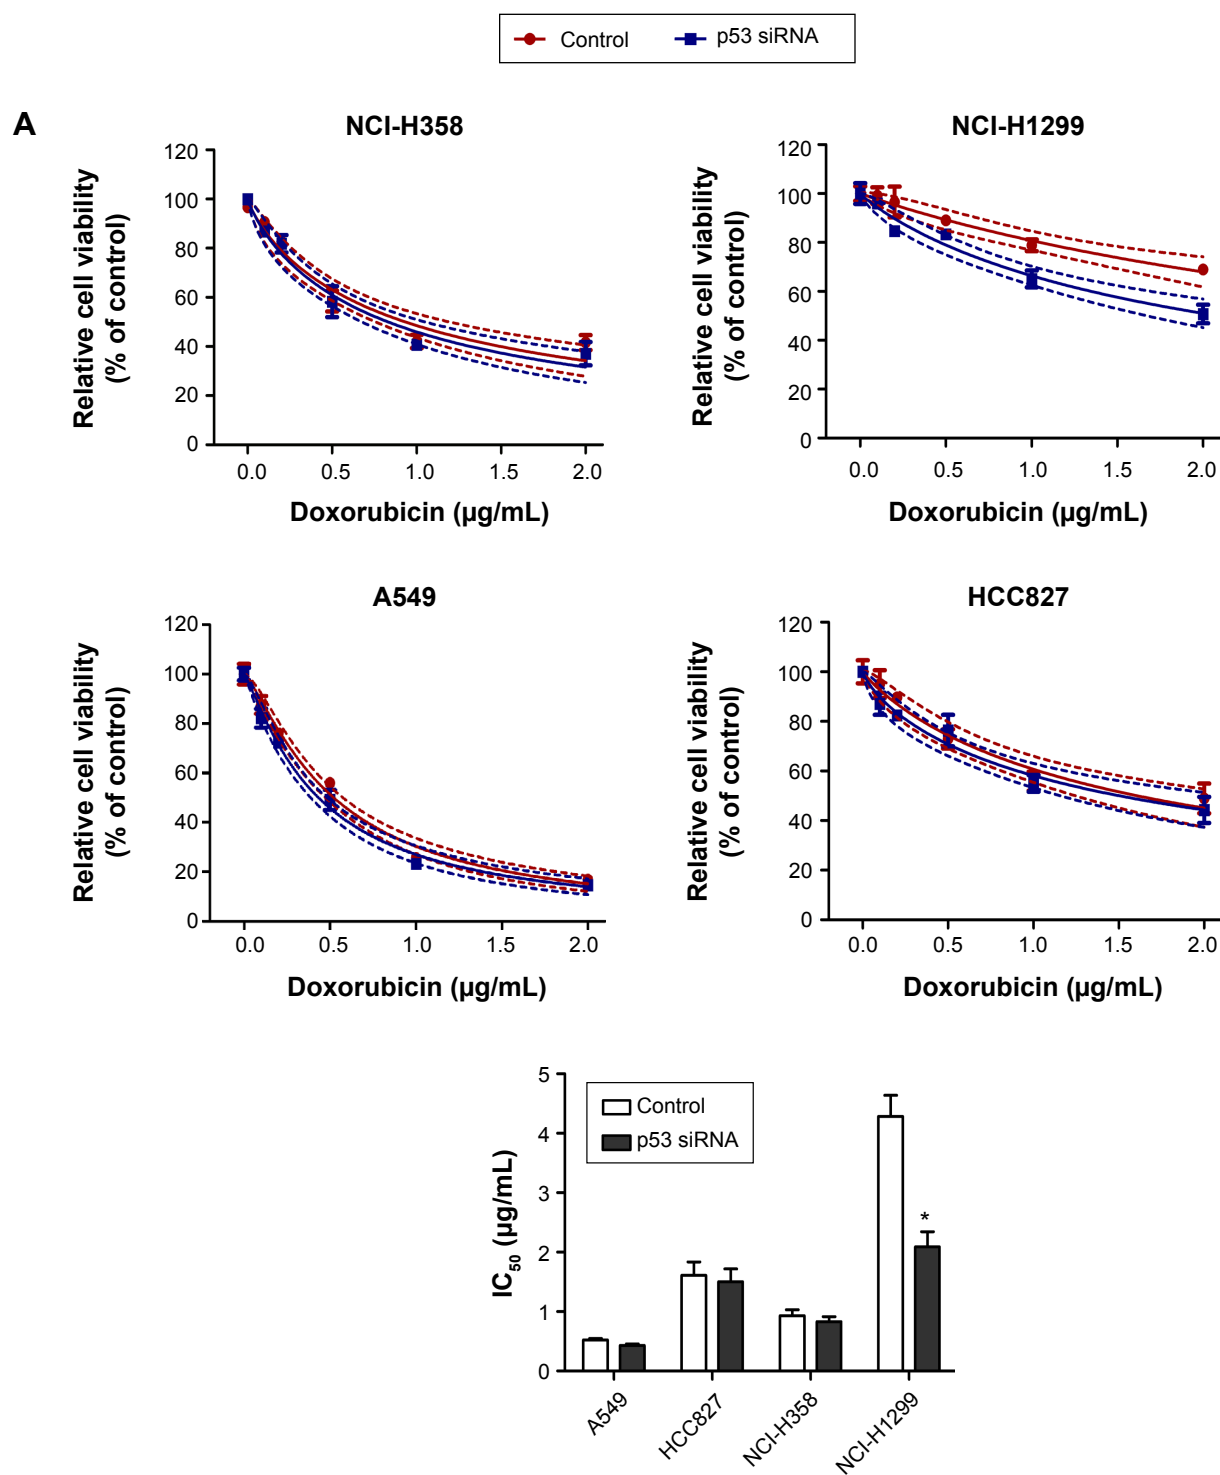 Control p53 siRNA
A
NCI-H358
Relative cell viability
(% of control)
120
100
80
60
40
20
0
0.0 0.5 1.0 1.5 2.0
Doxorubicin (µg/mL)
NCI-H1299
Relative cell viability
(% of control)
120
100
80
60
40
20
0
0.0 0.5 1.0 1.5 2.0
Doxorubicin (µg/mL)
A549
Relative cell viability
(% of control)
120
100
80
60
40
20
0
0.0 0.5 1.0 1.5 2.0
Doxorubicin (µg/mL)
HCC827
Relative cell viability
(% of control)
120
100
80
60
40
20
0
0.0 0.5 1.0 1.5 2.0
Doxorubicin (µg/mL)
IC50 (µg/mL)
5
4
3
2
1
0
Control
p53 siRNA
*
A549
HCC827
NCI-H358
NCI-H1299